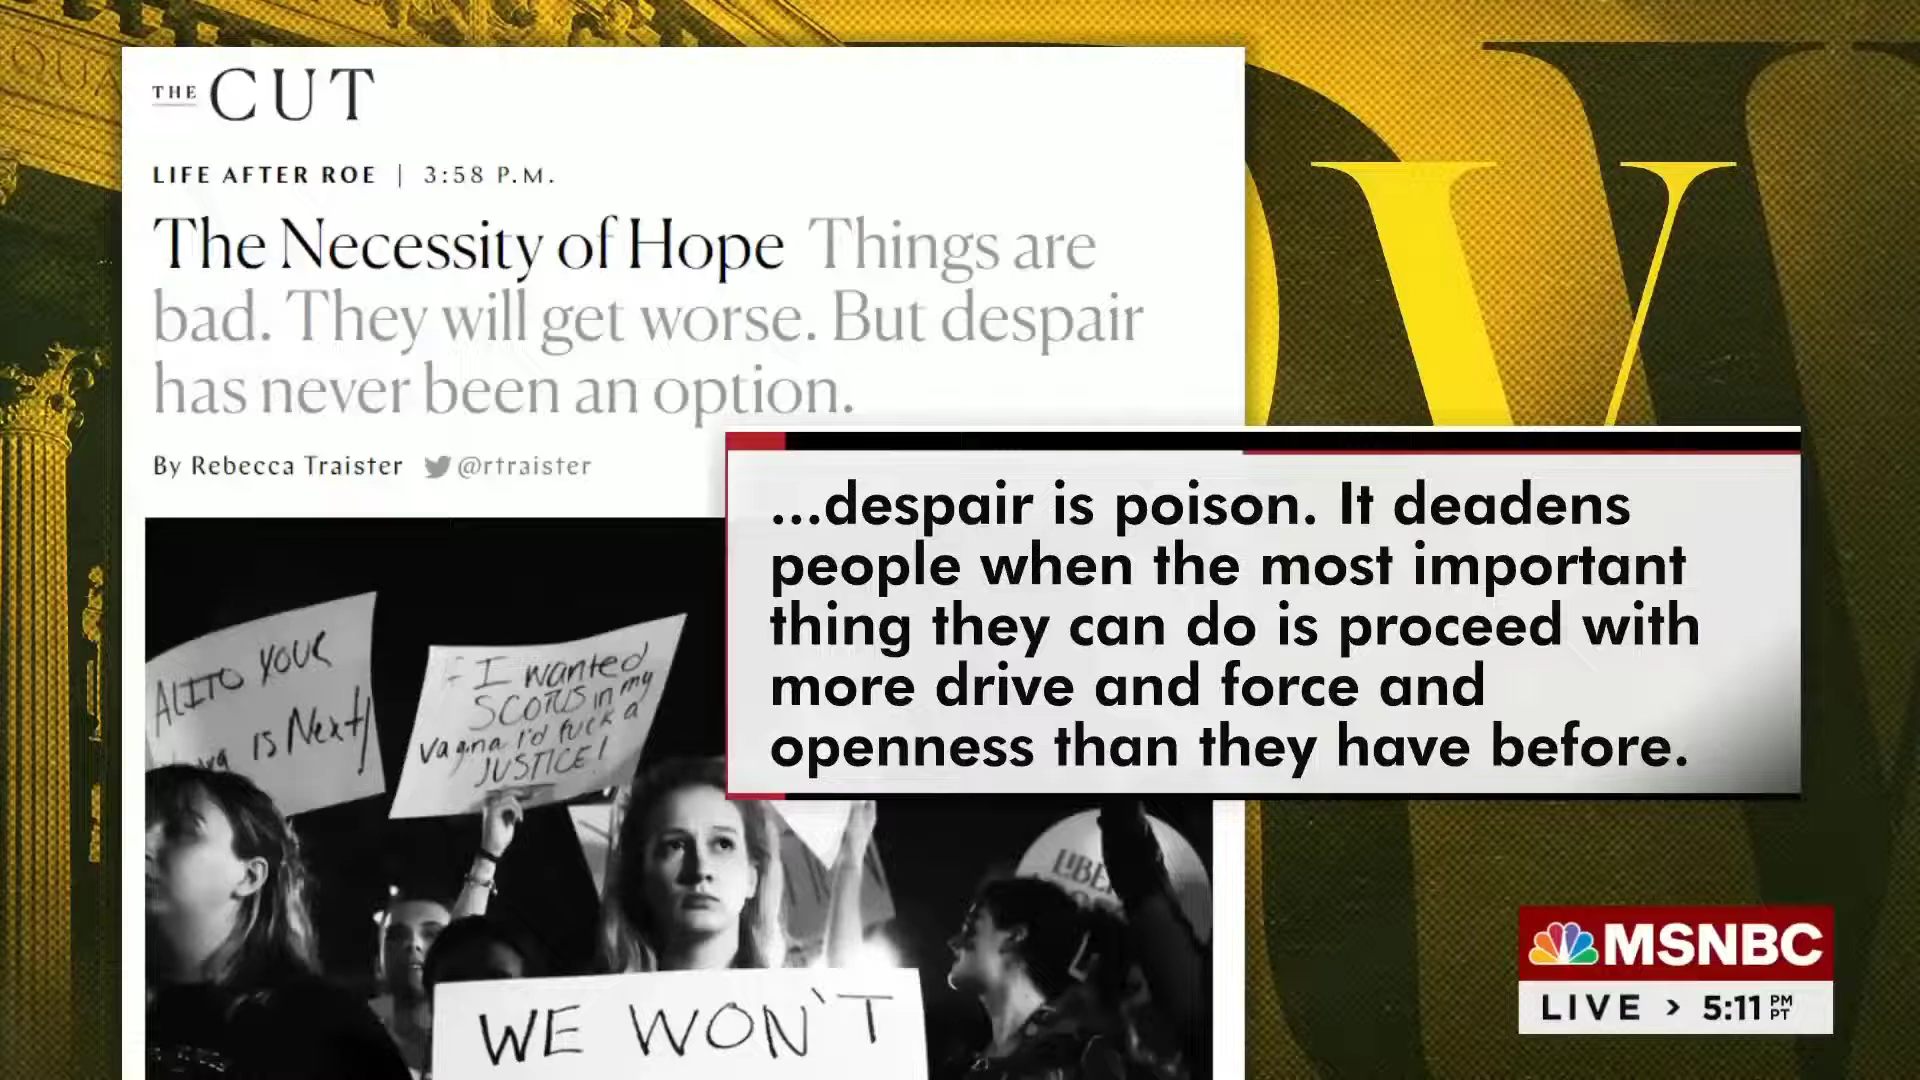 THE CUT
LIFE AFTER ROE | 3:58 P.M.
The Necessity of Hope Things are
bad. They will get worse. But despair
has never been an option.
By Rebecca Traister @rtraister
...despair is poison. It deadens
people when the most important
thing they can do is proceed with
more drive and force and
openness than they have before.
ALITO YOUR
IS Next!
I wanted
SCOTUS in my
vagina I'd fuck a
JUSTICE!
WE WON'T
MSNBC
LIVE > 5:11 PM PT